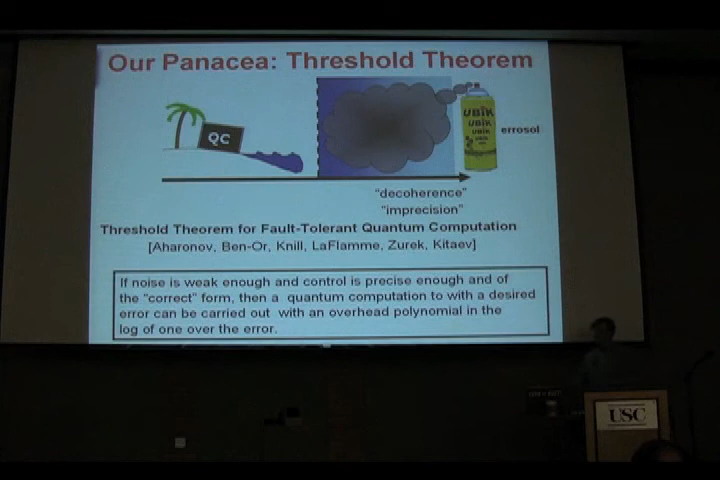 Our Panacea: Threshold Theorem
QC
UBIK
UBIK
UBIK
errosol
"decoherence"
"imprecision"
Threshold Theorem for Fault-Tolerant Quantum Computation
[Aharonov, Ben-Or, Knill, LaFlamme, Zurek, Kitaev]
If noise is weak enough and control is precise enough and of
the "correct" form, then a quantum computation to with a desired
error can be carried out with an overhead polynomial in the
log of one over the error.
USC